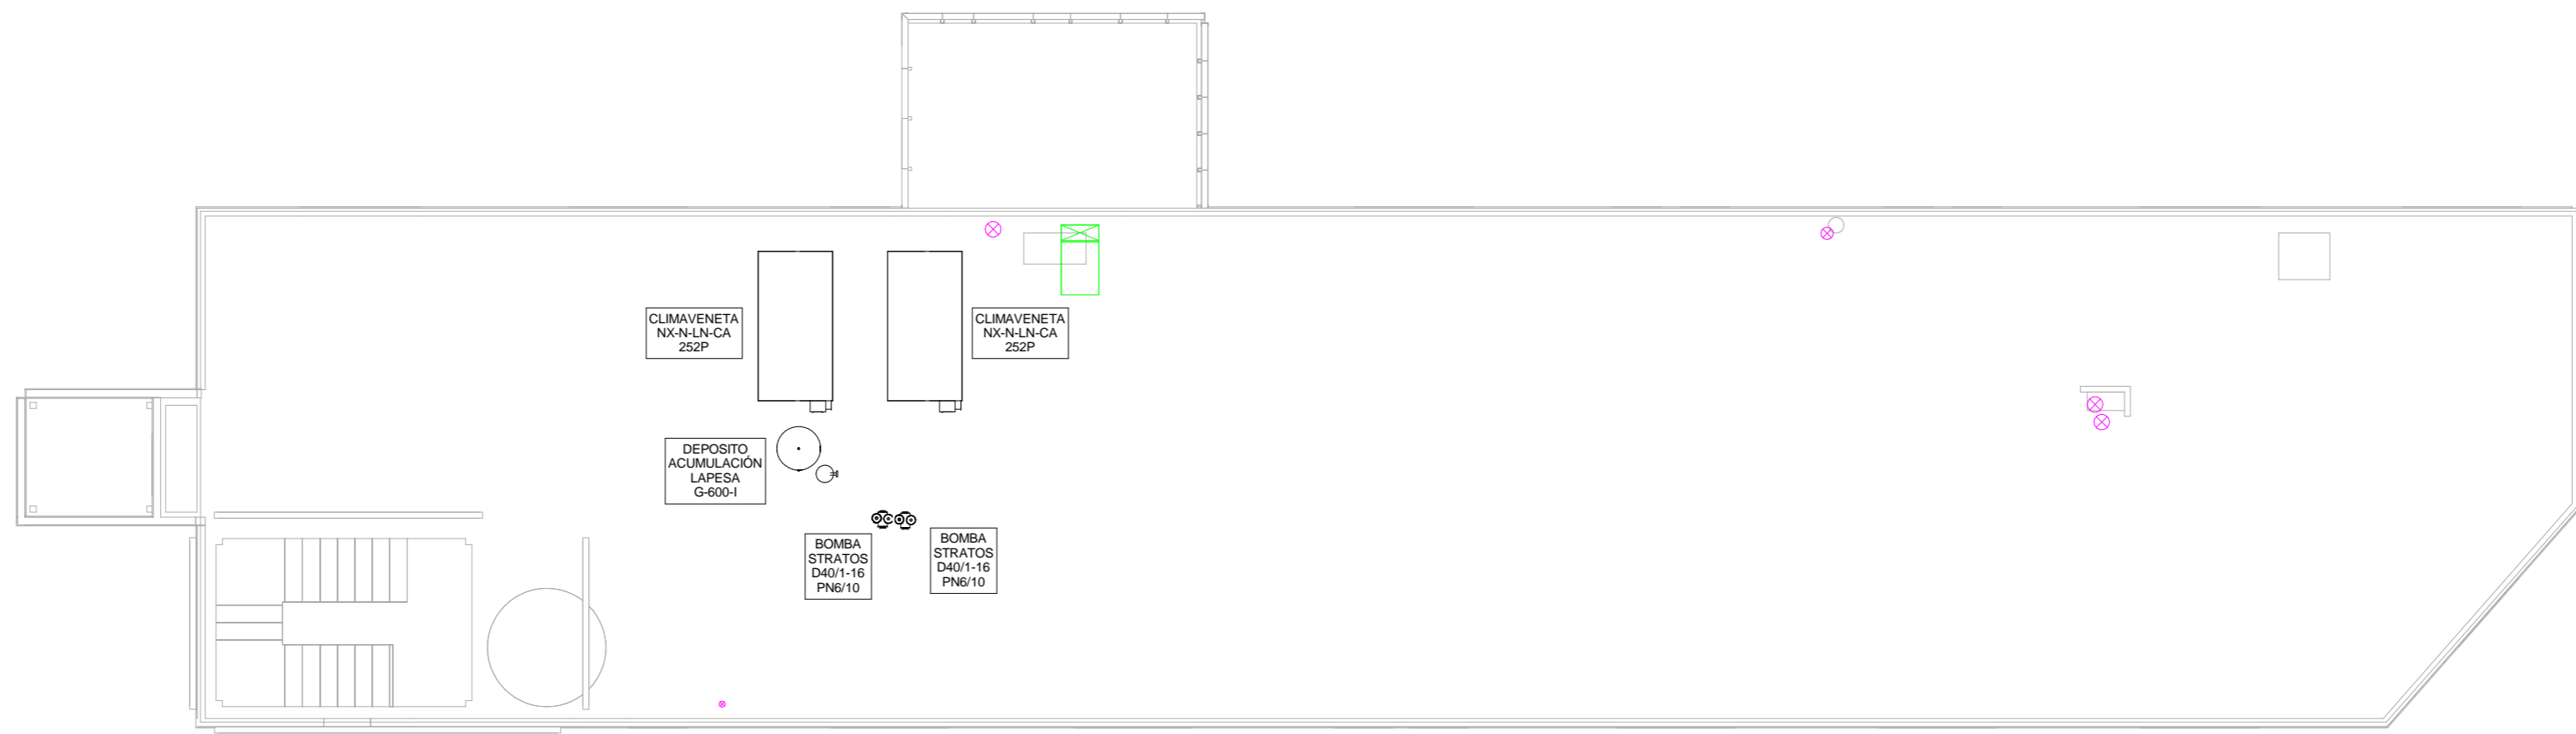 CLIMAVENETA
NX-N-LN-CA
252P
CLIMAVENETA
NX-N-LN-CA
252P
DEPOSITO
ACUMULACIÓN
LAPESA
G-600-I
BOMBA
STRATOS
D40/1-16
PN6/10
BOMBA
STRATOS
D40/1-16
PN6/10